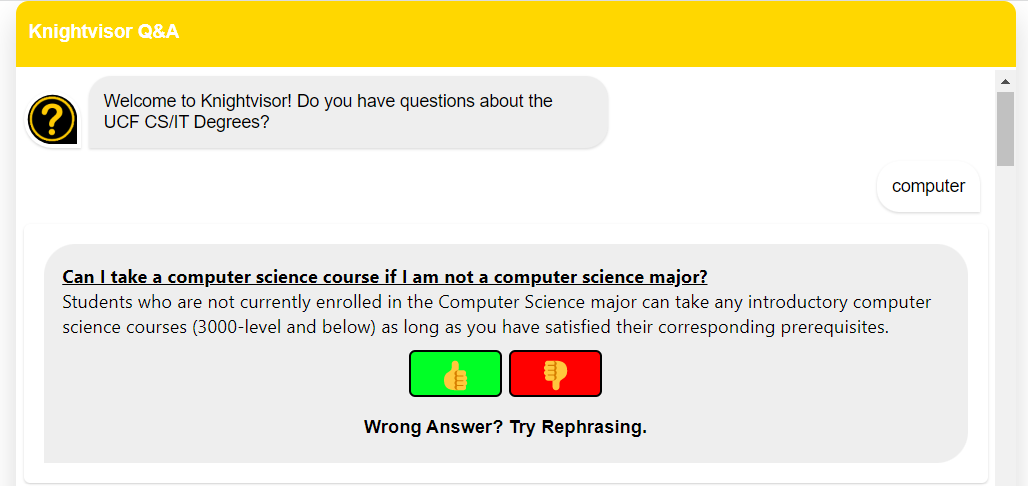 Knightvisor Q&A
Welcome to Knightvisor! Do you have questions about the
UCF CS/IT Degrees?
computer
Can I take a computer science course if I am not a computer science major?
Students who are not currently enrolled in the Computer Science major can take any introductory computer
science courses (3000-level and below) as long as you have satisfied their corresponding prerequisites.
Wrong Answer? Try Rephrasing.